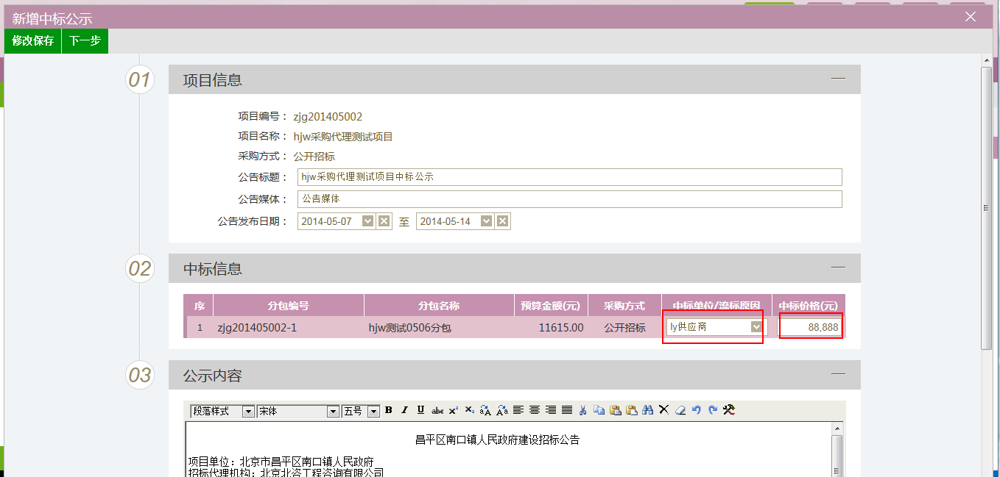 新增中标公示
修改保存 下一步
01 项目信息
项目编号： zjg201405002
项目名称： hjw采购代理测试项目
采购方式： 公开招标
公告标题： hjw采购代理测试项目中标公示
公告媒体： 公告媒体
公告发布日期： 2014-05-07 至 2014-05-14
02 中标信息
序 分包编号 分包名称 预算金额(元) 采购方式 中标单位/流标原因 中标价格(元)
1 zjg201405002-1 hjw测试0506分包 11615.00 公开招标 ly供应商 88,888
03 公示内容
段落样式 宋体 五号 B I U abc x² x₂ aA Aa
昌平区南口镇人民政府建设招标公告
项目单位：北京市昌平区南口镇人民政府
招标代理机构：北京北咨工程咨询有限公司